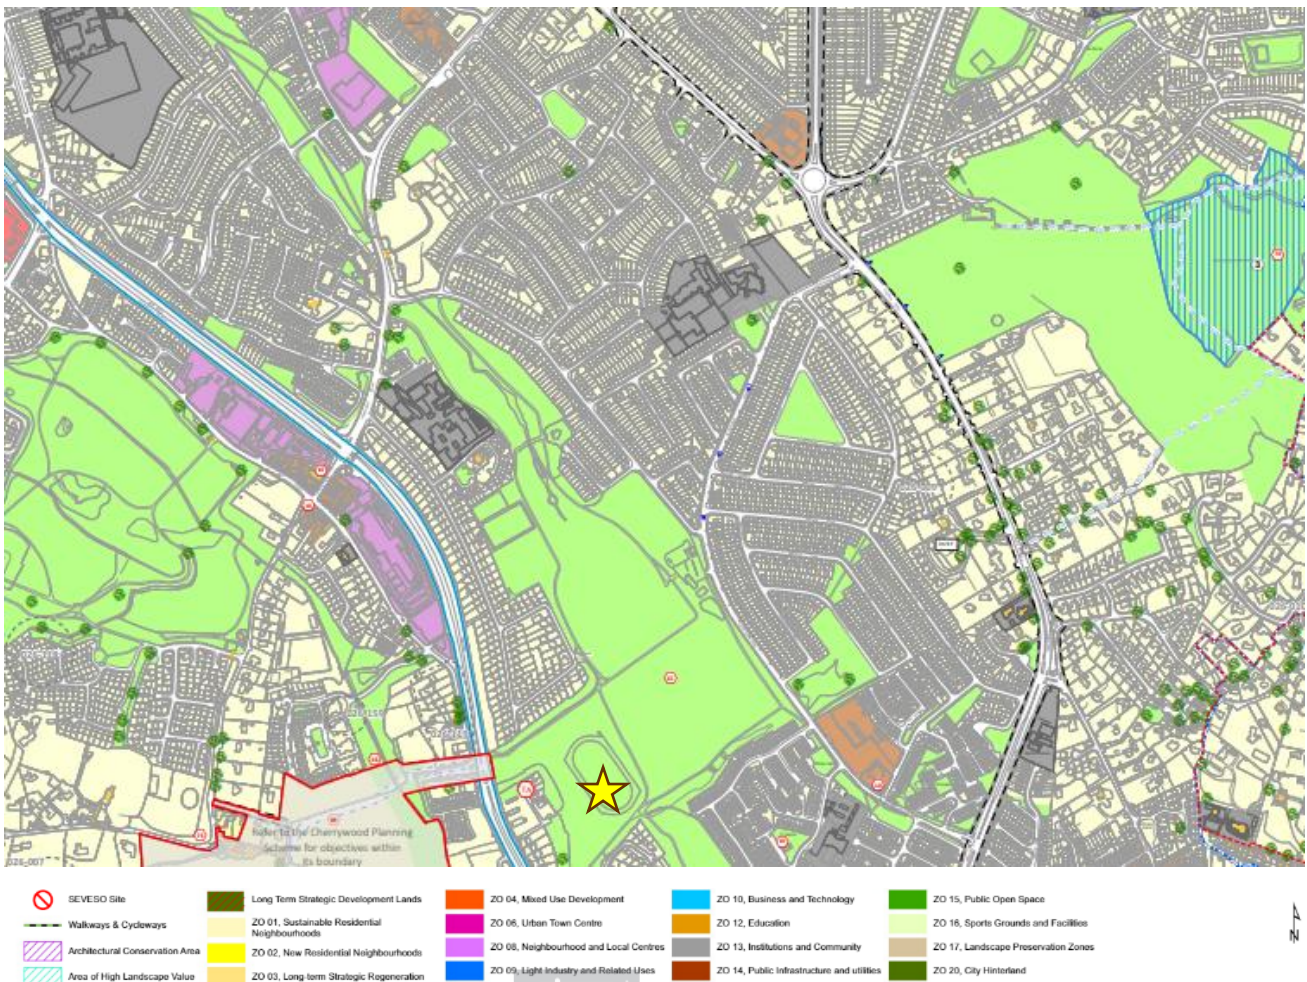 Refer to the Cherrywood Planning
Scheme for objectives within
its boundary
026-007
3
SEVESO Site
Walkways & Cycleways
Architectural Conservation Area
Area of High Landscape Value
Long Term Strategic Development Lands
ZO 01, Sustainable Residential
Neighbourhoods
ZO 02, New Residential Neighbourhoods
ZO 03, Long-term Strategic Regeneration
ZO 04, Mixed Use Development
ZO 06, Urban Town Centre
ZO 08, Neighbourhood and Local Centres
ZO 09, Light Industry and Related Uses
ZO 10, Business and Technology
ZO 12, Education
ZO 13, Institutions and Community
ZO 14, Public Infrastructure and utilities
ZO 15, Public Open Space
ZO 16, Sports Grounds and Facilities
ZO 17, Landscape Preservation Zones
ZO 20, City Hinterland
N